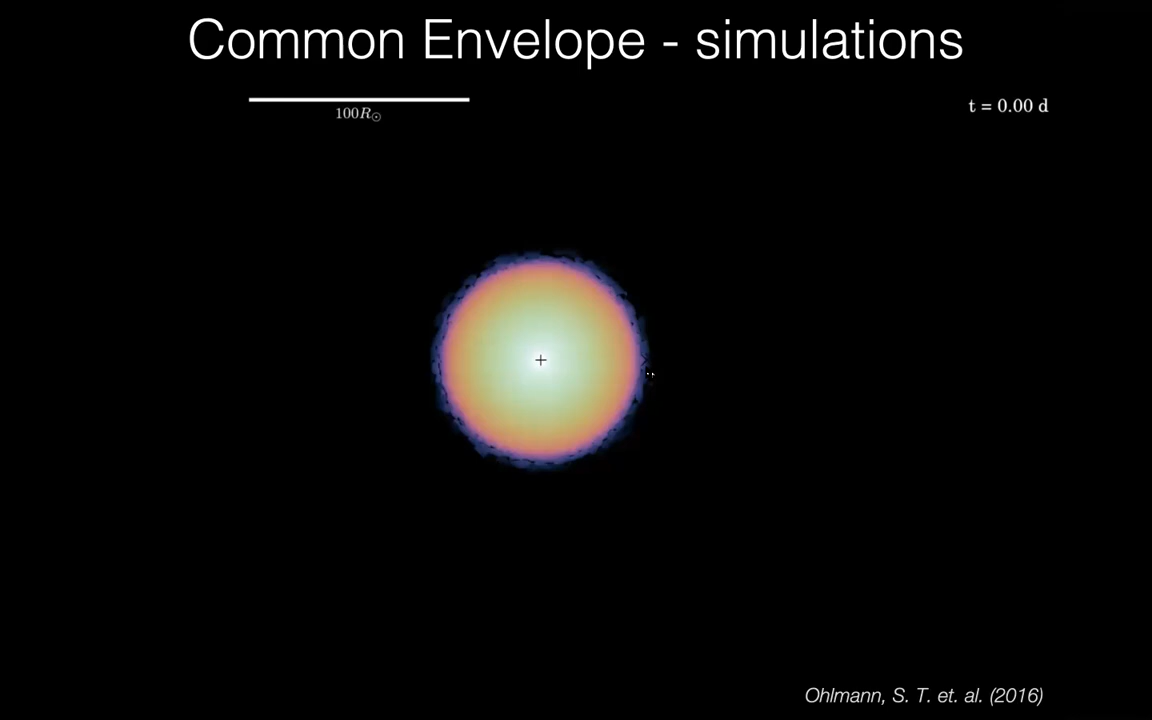 Common Envelope - simulations
100R☉
t = 0.00 d
Ohlmann, S. T. et. al. (2016)